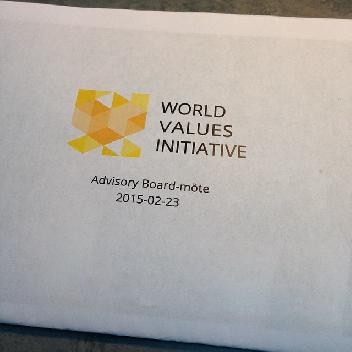 WORLD
VALUES
INITIATIVE
Advisory Board-möte
2015-02-23